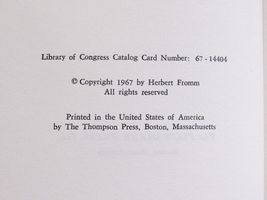 Library of Congress Catalog Card Number: 67-14404
© Copyright 1967 by Herbert Fromm
All rights reserved
Printed in the United States of America
by The Thompson Press, Boston, Massachusetts